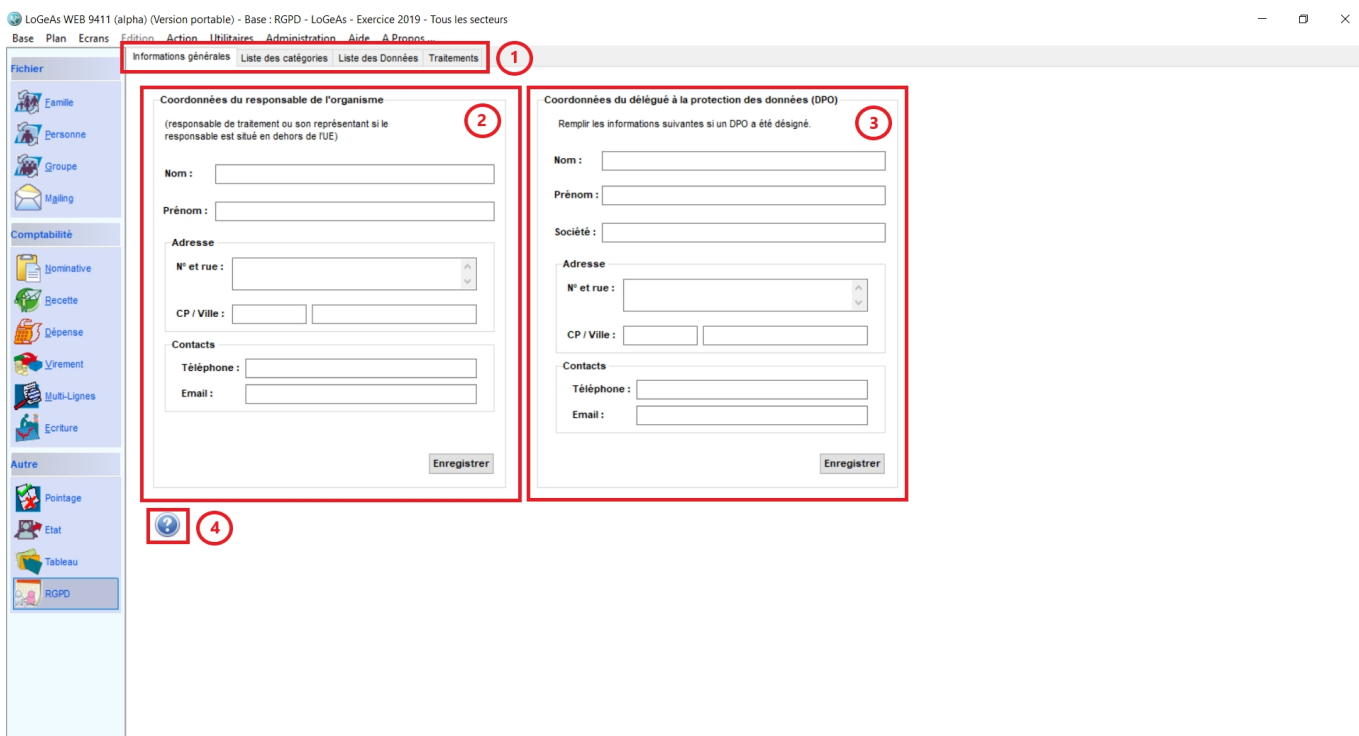 LoGeAs WEB 9411 (alpha) (Version portable) - Base : RGPD - LoGeAs - Exercice 2019 - Tous les secteurs
Base Plan Ecrans Edition Action Utilitaires Administration Aide A Propos ...
Informations générales Liste des catégories Liste des Données Traitements
1
Fichier
Famille
Personne
Groupe
Mailing
Comptabilité
Nominative
Recette
Dépense
Virement
Multi-Lignes
Ecriture
Autre
Pointage
Etat
Tableau
RGPD
Coordonnées du responsable de l'organisme
2
(responsable de traitement ou son représentant si le
responsable est situé en dehors de l'UE)
Nom :
Prénom :
Adresse
N° et rue :
CP / Ville :
Contacts
Téléphone :
Email :
Enregistrer
Coordonnées du délégué à la protection des données (DPO)
3
Remplir les informations suivantes si un DPO a été désigné.
Nom :
Prénom :
Société :
Adresse
N° et rue :
CP / Ville :
Contacts
Téléphone :
Email :
Enregistrer
?
4